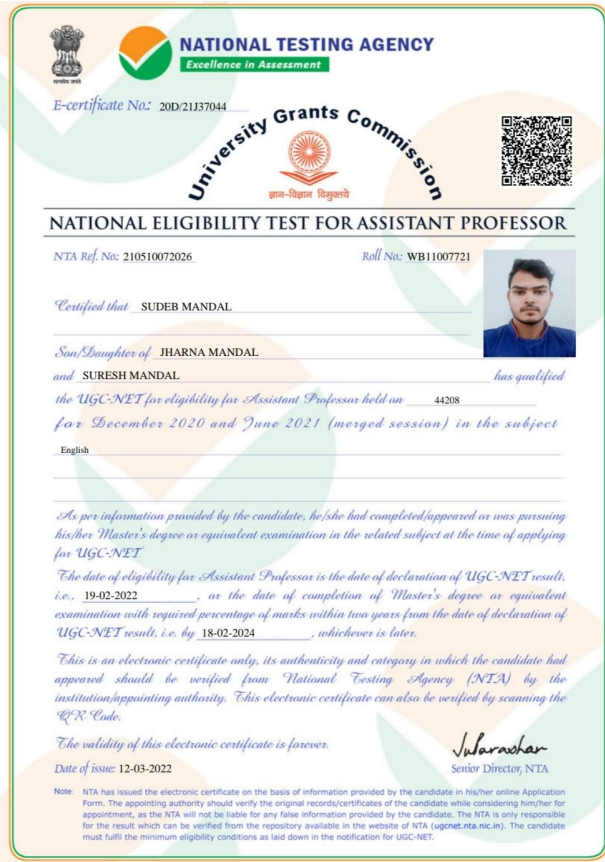 सत्यमेव जयते
NATIONAL TESTING AGENCY
Excellence in Assessment
E-certificate No.: 20D/21J37044
University Grants Commission
ज्ञान-विज्ञान विमुक्तये
NATIONAL ELIGIBILITY TEST FOR ASSISTANT PROFESSOR
NTA Ref. No: 210510072026 Roll No.: WB11007721
Certified that SUDEB MANDAL
Son/Daughter of JHARNA MANDAL
and SURESH MANDAL has qualified
the UGC-NET for eligibility for Assistant Professor held on 44208
for December 2020 and June 2021 (merged session) in the subject
English
As per information provided by the candidate, he/she had completed/appeared or was pursuing
his/her Master's degree or equivalent examination in the related subject at the time of applying
for UGC-NET.
The date of eligibility for Assistant Professor is the date of declaration of UGC-NET result,
i.e., 19-02-2022, or the date of completion of Master's degree or equivalent
examination with required percentage of marks within two years from the date of declaration of
UGC-NET result, i.e. by 18-02-2024, whichever is later.
This is an electronic certificate only, its authenticity and category in which the candidate had
appeared should be verified from National Testing Agency (NTA) by the
institution/appointing authority. This electronic certificate can also be verified by scanning the
QR Code.
The validity of this electronic certificate is forever.
Date of issue: 12-03-2022 Senior Director, NTA
Note: NTA has issued the electronic certificate on the basis of information provided by the candidate in his/her online Application
Form. The appointing authority should verify the original records/certificates of the candidate while considering him/her for
appointment, as the NTA will not be liable for any false information provided by the candidate. The NTA is only responsible
for the result which can be verified from the repository available in the website of NTA (ugcnet.nta.nic.in). The candidate
must fulfil the minimum eligibility conditions as laid down in the notification for UGC-NET.